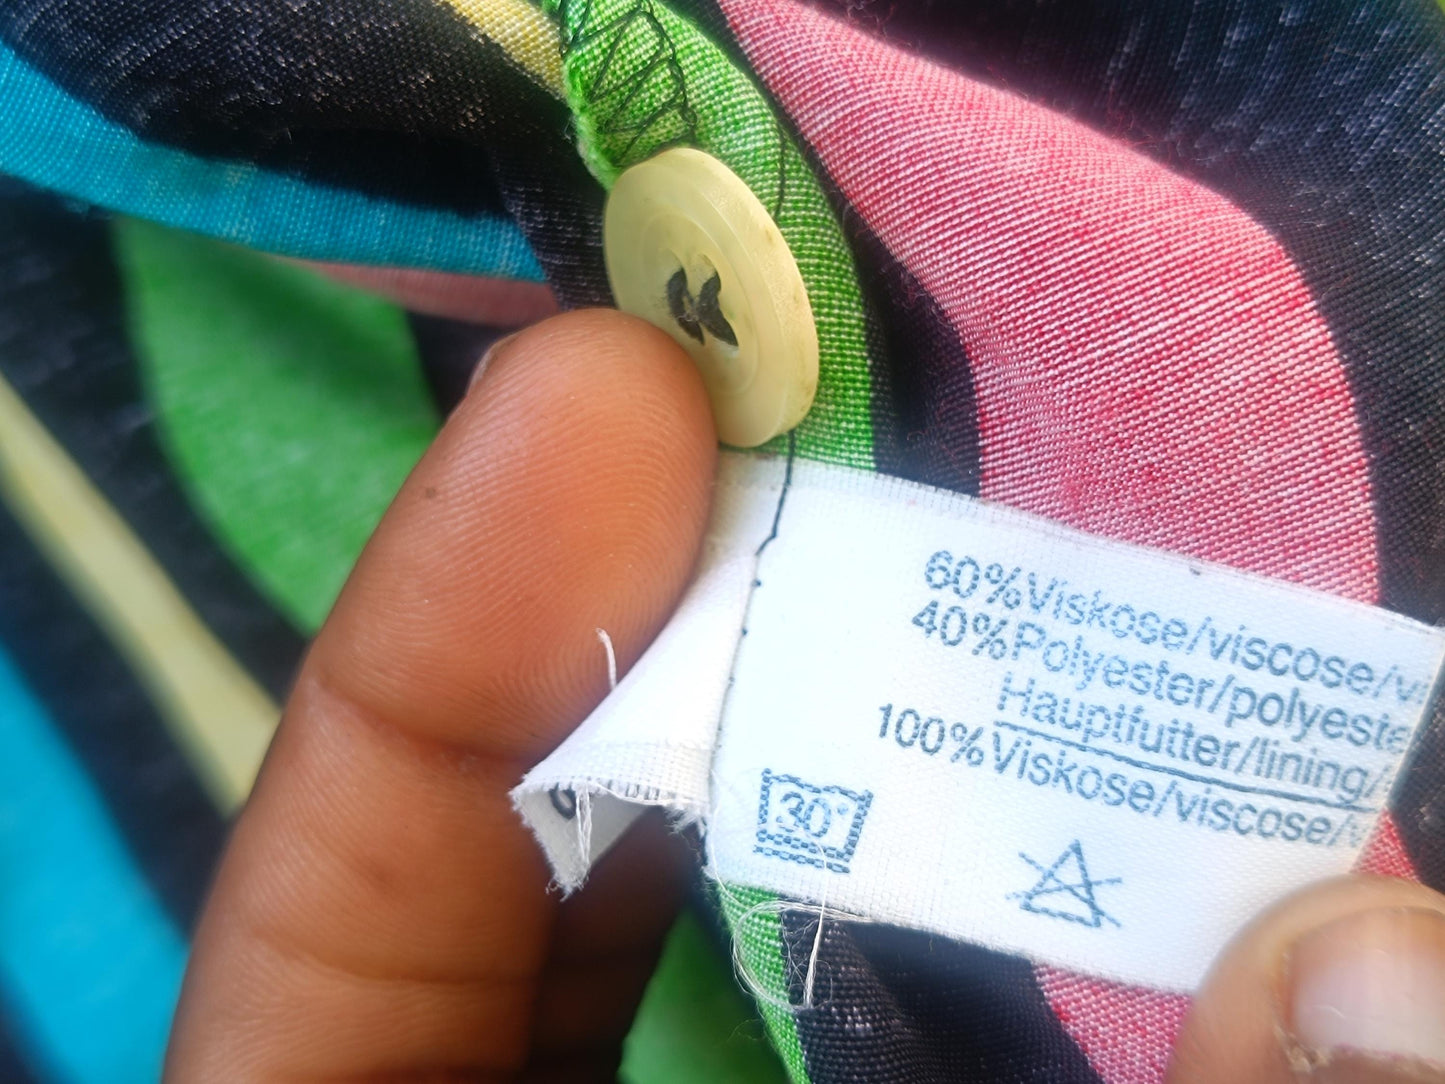 60%Viskose/viscose/
40%Polyester/polyeste
Hauptfutter/lining/
100%Viskose/viscose/
30°